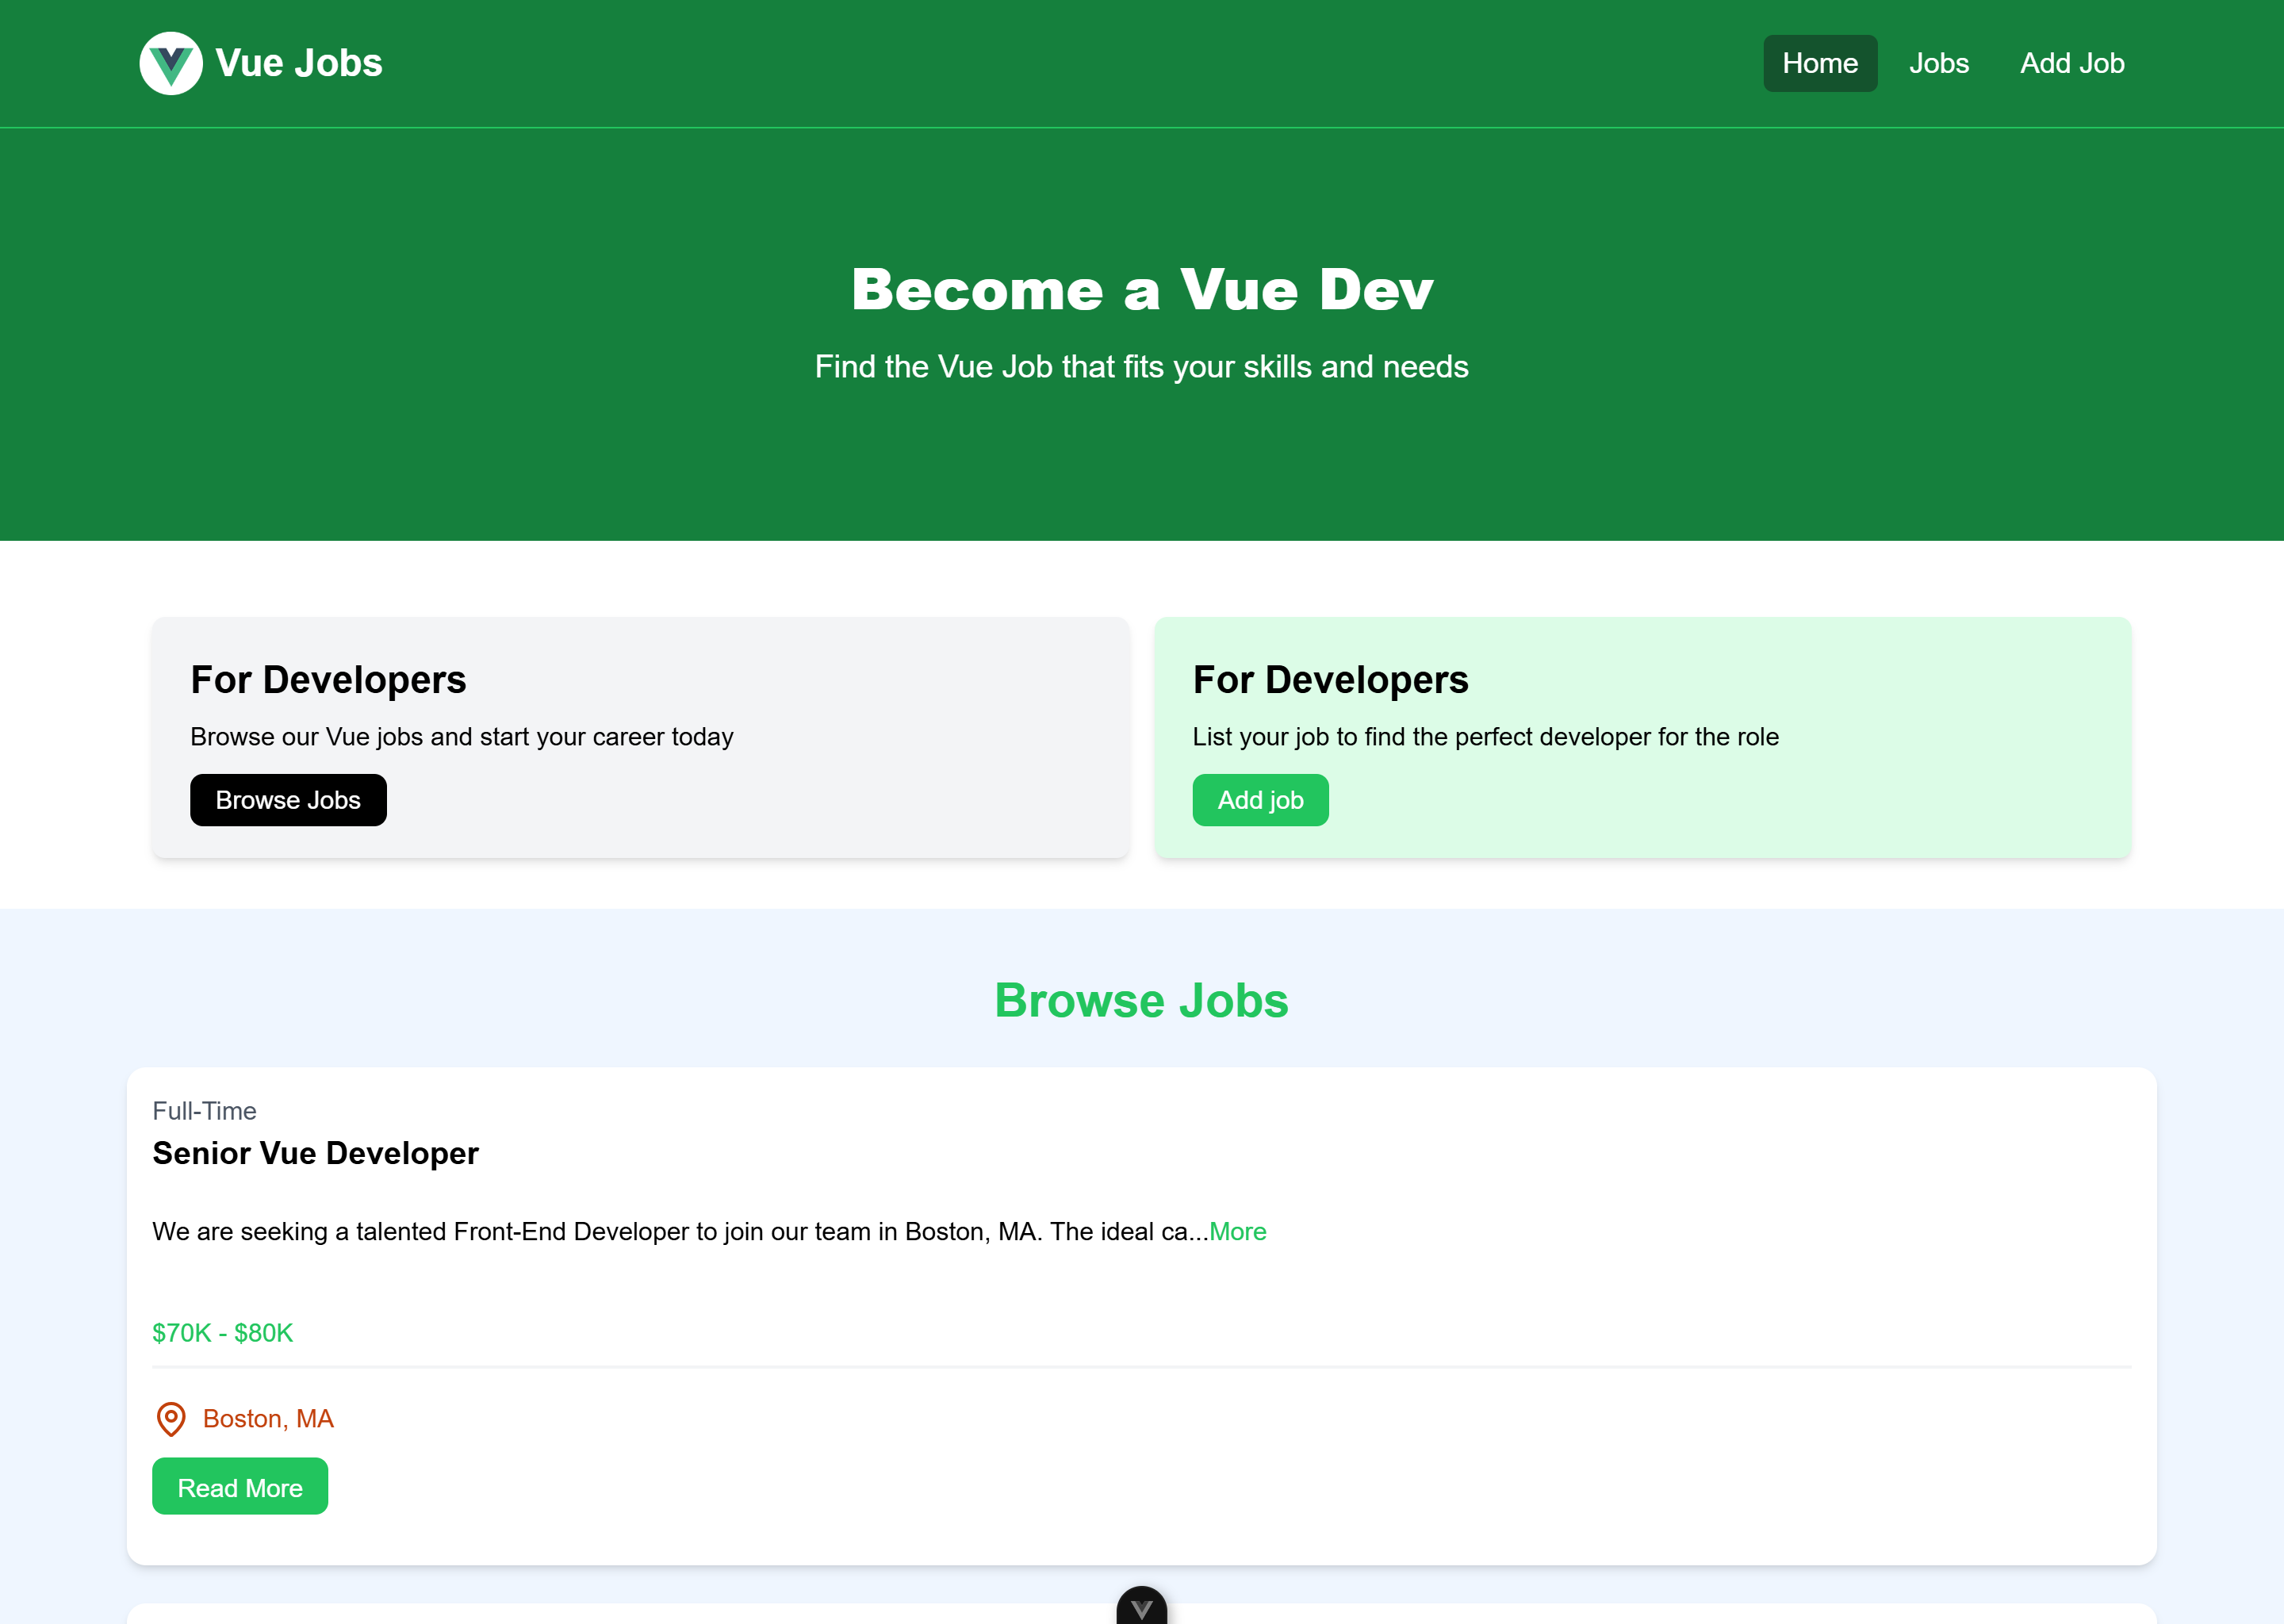 Vue Jobs
Home
Jobs
Add Job
Become a Vue Dev
Find the Vue Job that fits your skills and needs
For Developers
Browse our Vue jobs and start your career today
Browse Jobs
For Developers
List your job to find the perfect developer for the role
Add job
Browse Jobs
Full-Time
Senior Vue Developer
We are seeking a talented Front-End Developer to join our team in Boston, MA. The ideal ca...More
$70K - $80K
Boston, MA
Read More